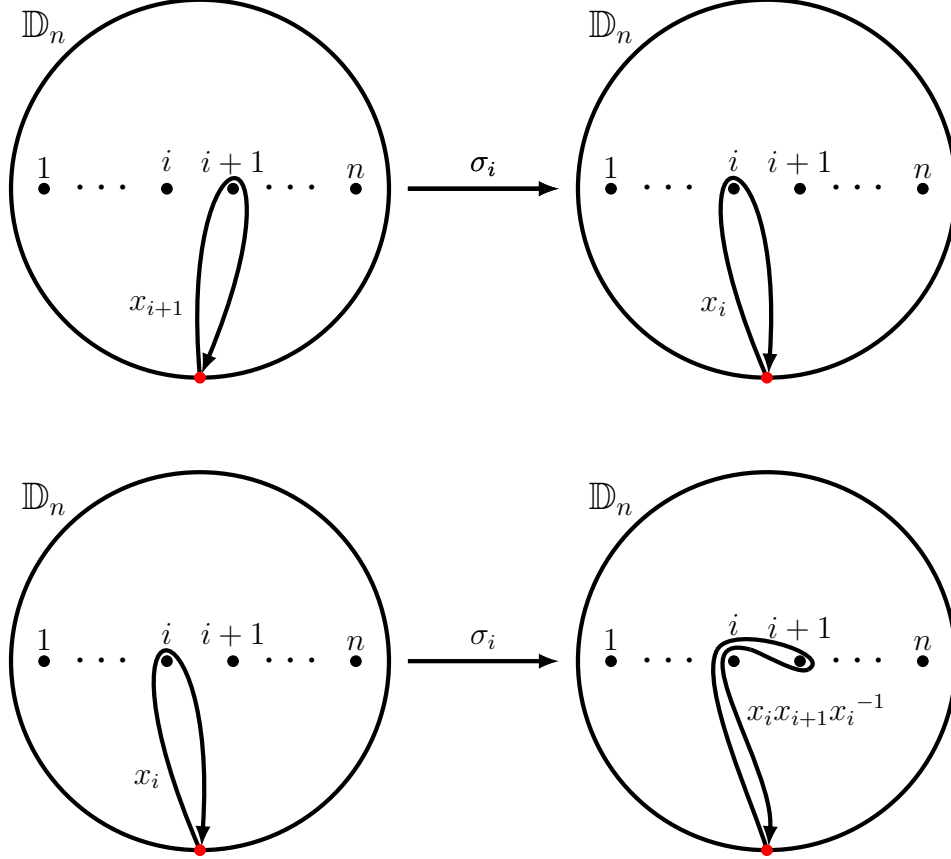 𝔻ₙ 𝔻ₙ
1 ··· i i + 1 ··· n σᵢ 1 ··· i i + 1 ··· n
xᵢ₊₁ xᵢ
𝔻ₙ 𝔻ₙ
1 ··· i i + 1 ··· n σᵢ 1 ··· i i + 1 ··· n
xᵢ xᵢxᵢ₊₁xᵢ⁻¹